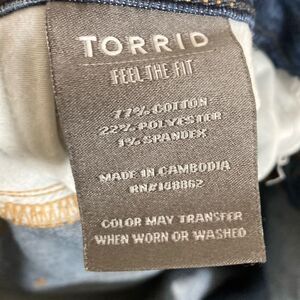 TORRID
FEEL THE FIT
77% COTTON
22% POLYESTER
1% SPANDEX
MADE IN CAMBODIA
RN#148862
COLOR MAY TRANSFER
WHEN WORN OR WASHED